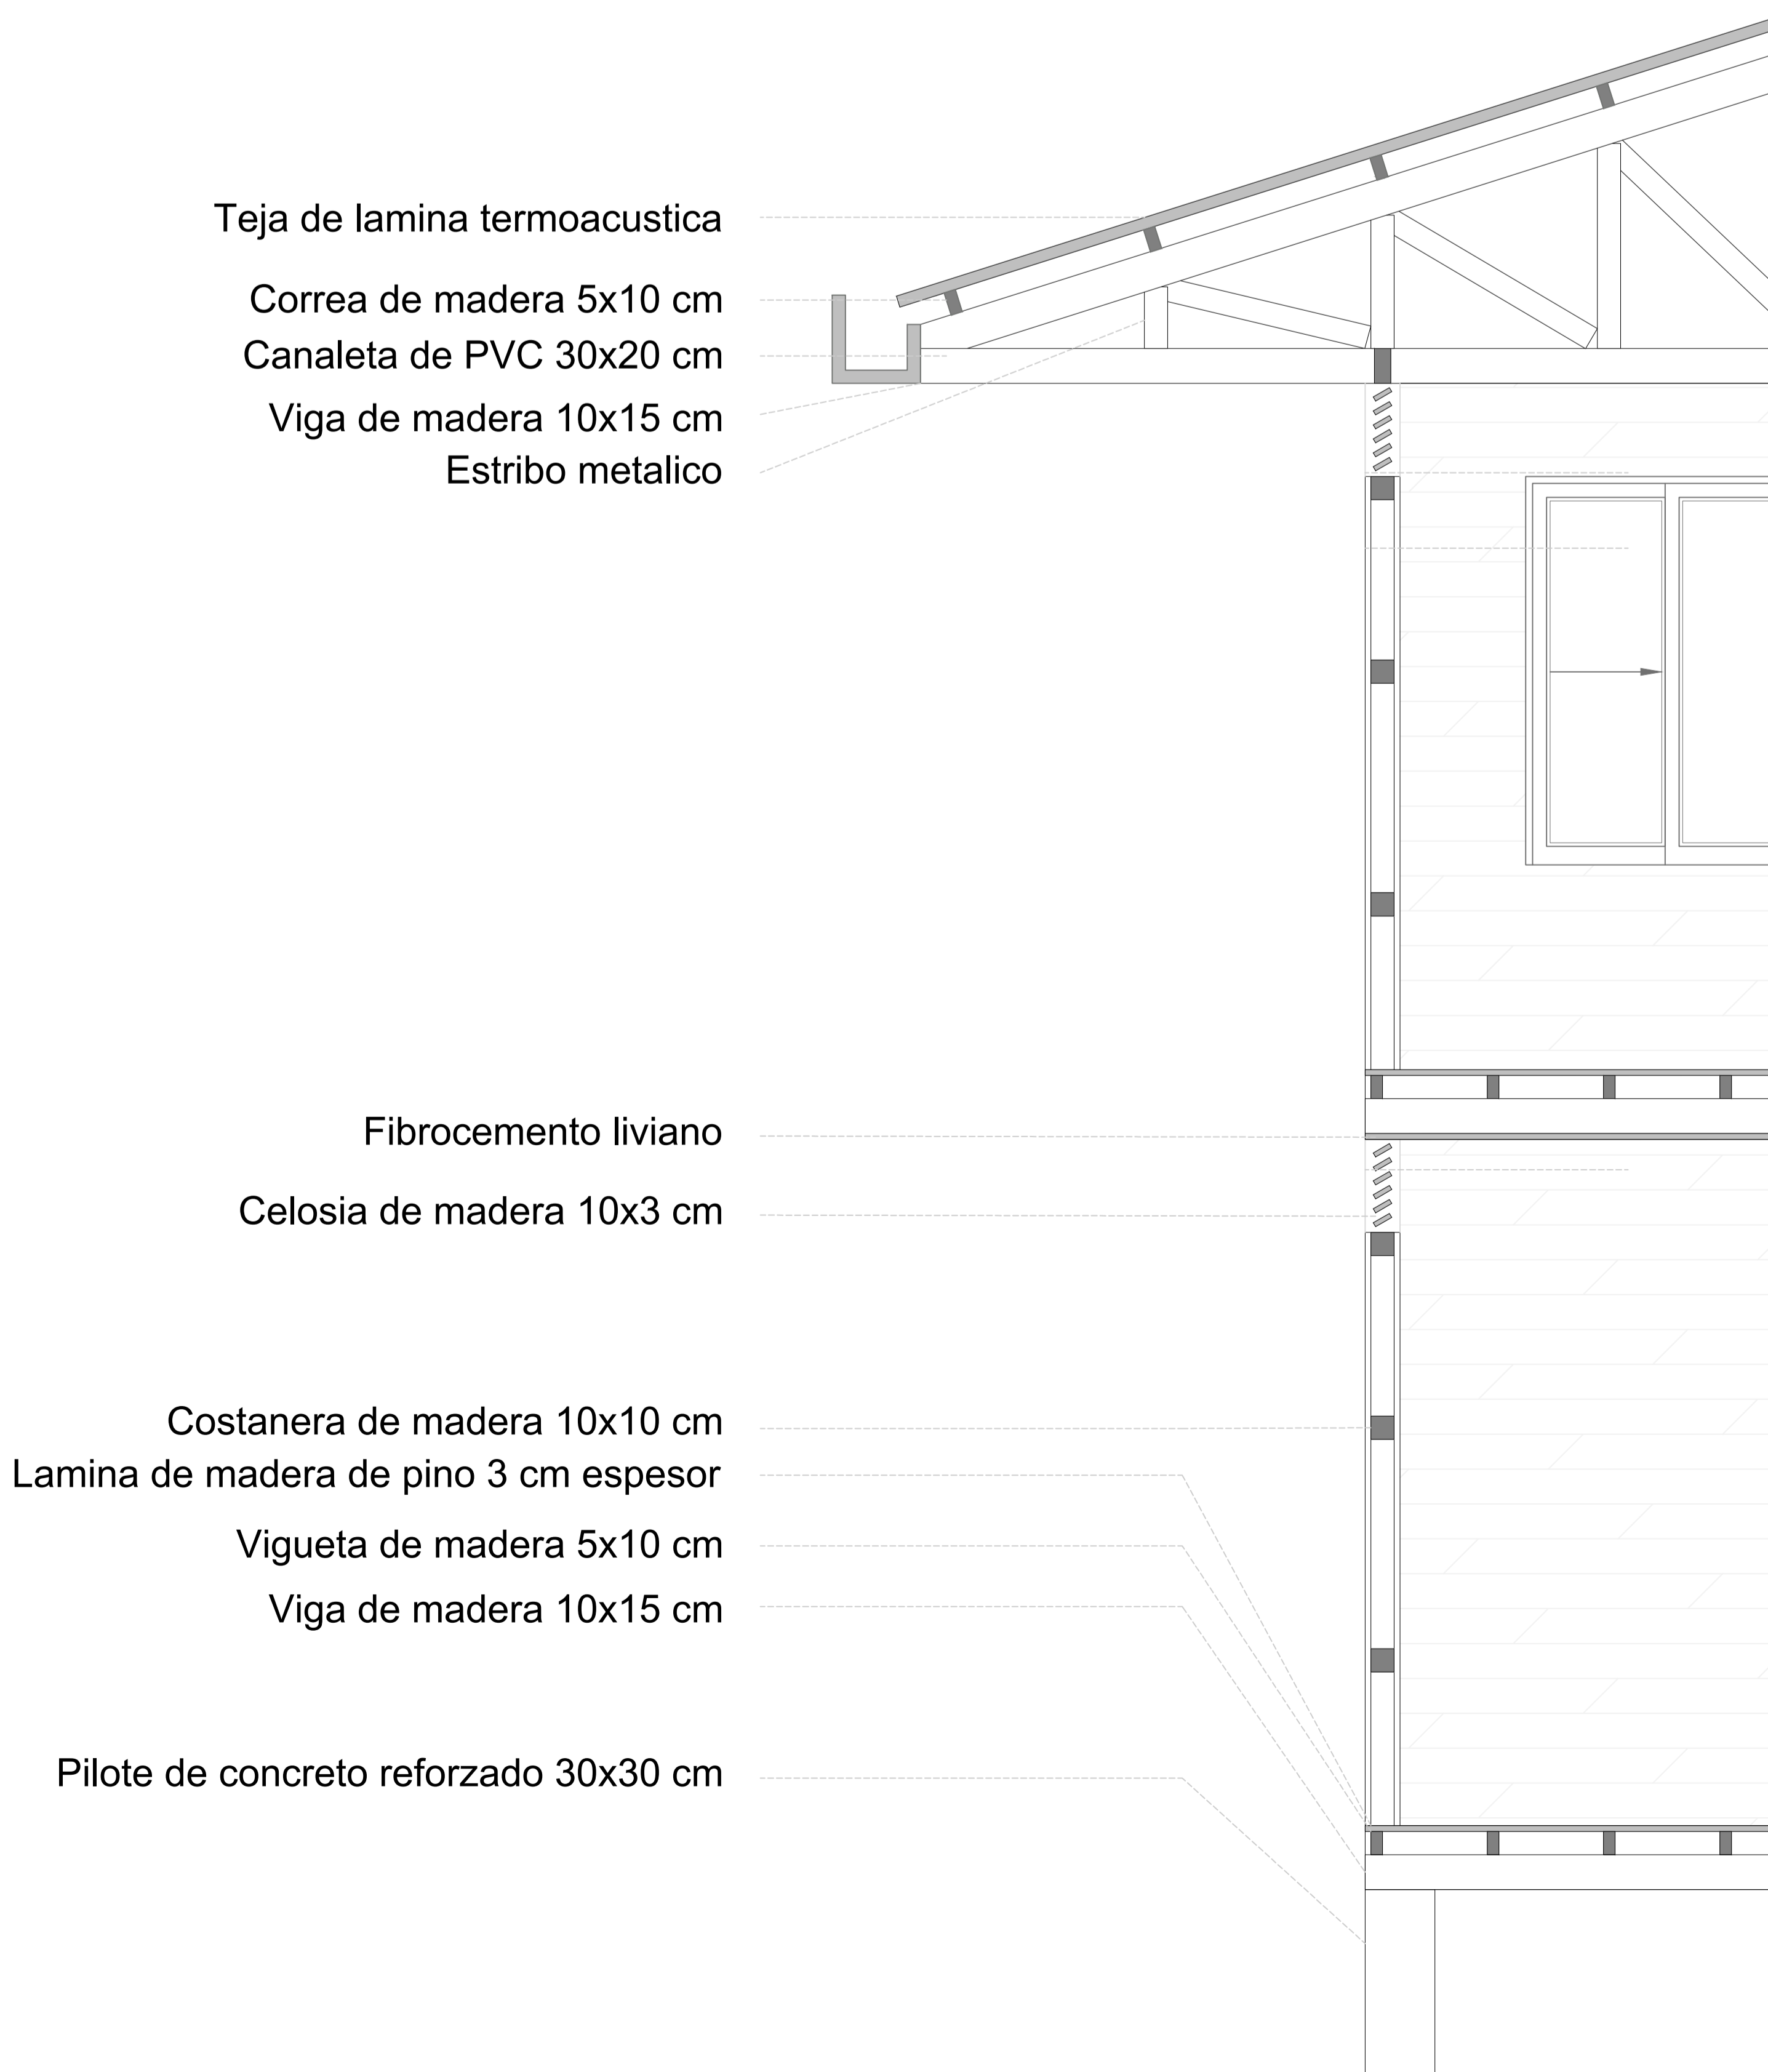 Teja de lamina termoacustica
Correa de madera 5x10 cm
Canaleta de PVC 30x20 cm
Viga de madera 10x15 cm
Estribo metalico
Fibrocemento liviano
Celosia de madera 10x3 cm
Costanera de madera 10x10 cm
Lamina de madera de pino 3 cm espesor
Vigueta de madera 5x10 cm
Viga de madera 10x15 cm
Pilote de concreto reforzado 30x30 cm